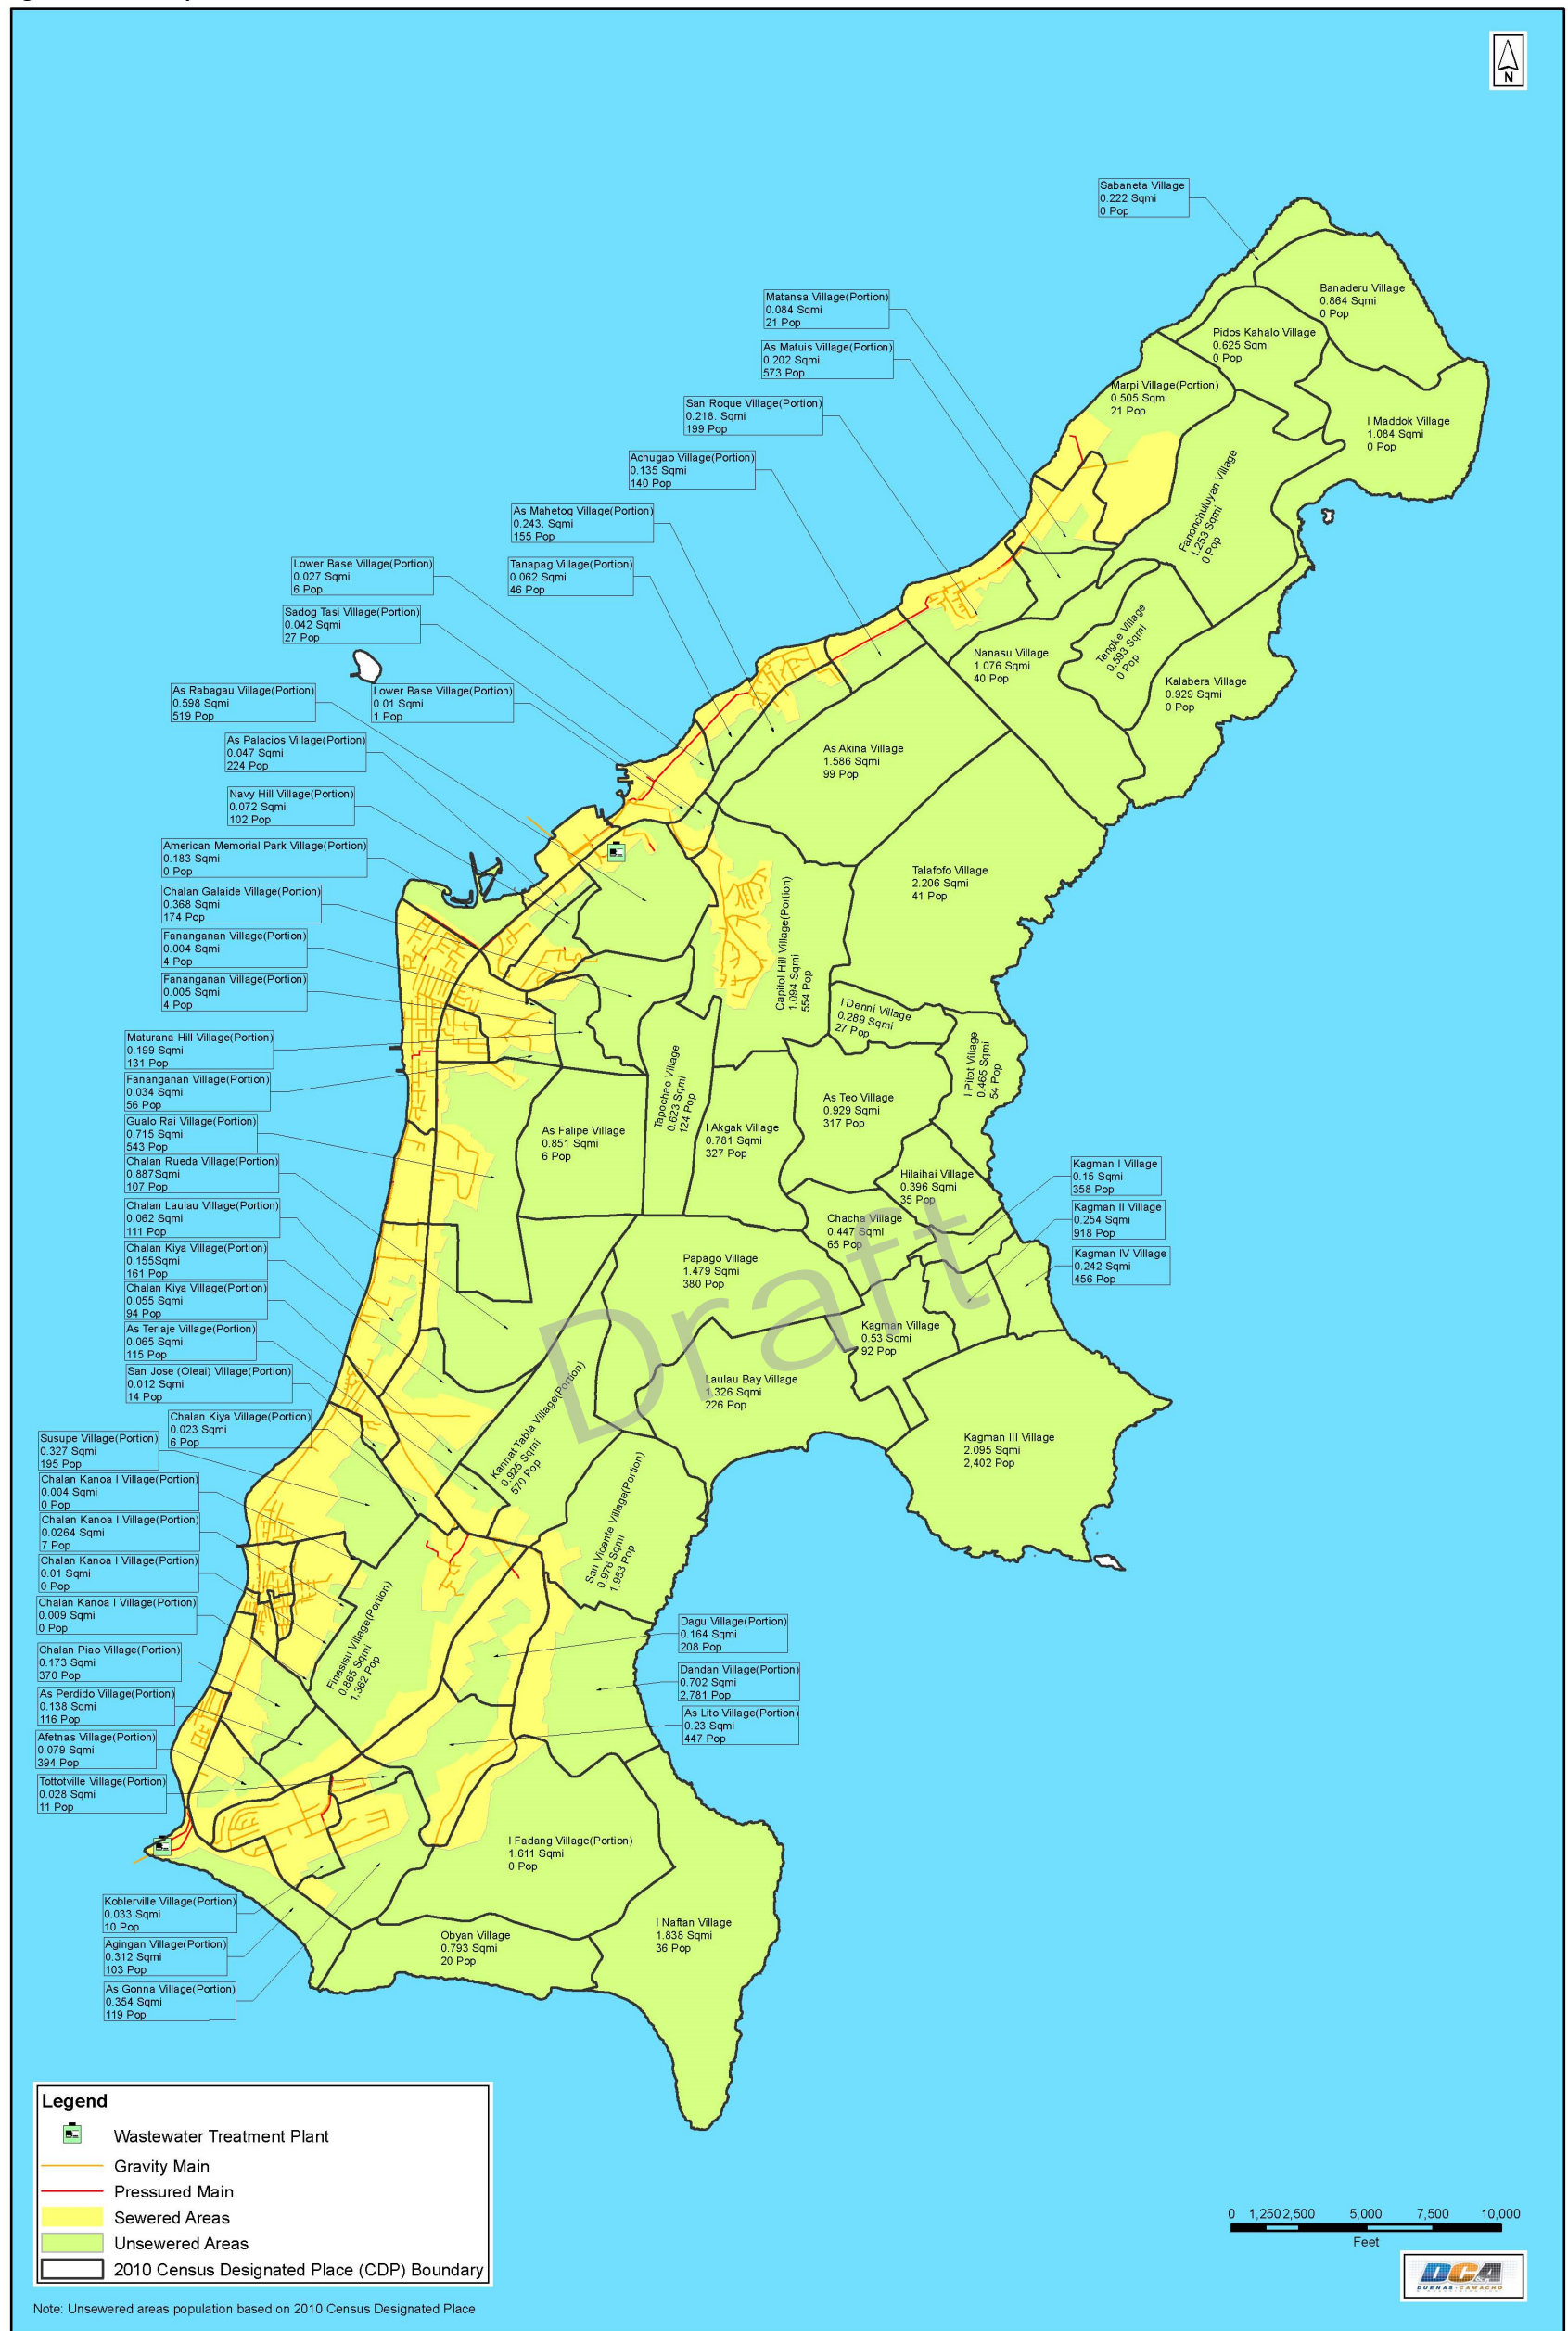 N
Sabaneta Village
0.222 Sqmi
0 Pop
Banaderu Village
0.864 Sqmi
0 Pop
Matansa Village(Portion)
0.084 Sqmi
21 Pop
Pidos Kahalo Village
0.625 Sqmi
0 Pop
As Matuis Village(Portion)
0.202 Sqmi
573 Pop
Marpi Village(Portion)
0.505 Sqmi
21 Pop
San Roque Village(Portion)
0.218. Sqmi
199 Pop
I Maddok Village
1.084 Sqmi
0 Pop
Achugao Village(Portion)
0.135 Sqmi
140 Pop
Fanonchuluyan Village
1.253 Sqmi
0 Pop
As Mahetog Village(Portion)
0.243. Sqmi
155 Pop
Lower Base Village(Portion)
0.027 Sqmi
6 Pop
Tanapag Village(Portion)
0.062 Sqmi
46 Pop
Sadog Tasi Village(Portion)
0.042 Sqmi
27 Pop
Tangke Village
0.593 Sqmi
0 Pop
Nanasu Village
1.076 Sqmi
40 Pop
Kalabera Village
0.929 Sqmi
0 Pop
As Rabagau Village(Portion)
0.598 Sqmi
519 Pop
Lower Base Village(Portion)
0.01 Sqmi
1 Pop
As Palacios Village(Portion)
0.047 Sqmi
224 Pop
As Akina Village
1.586 Sqmi
99 Pop
Navy Hill Village(Portion)
0.072 Sqmi
102 Pop
American Memorial Park Village(Portion)
0.183 Sqmi
0 Pop
Talafofo Village
2.206 Sqmi
41 Pop
Chalan Galaide Village(Portion)
0.368 Sqmi
174 Pop
Capitol Hill Village(Portion)
1.094 Sqmi
554 Pop
Fananganan Village(Portion)
0.004 Sqmi
4 Pop
Fananganan Village(Portion)
0.005 Sqmi
4 Pop
I Denni Village
0.289 Sqmi
27 Pop
Maturana Hill Village(Portion)
0.199 Sqmi
131 Pop
I Pitot Village
0.465 Sqmi
54 Pop
Tapochao Village
0.623 Sqmi
124 Pop
Fananganan Village(Portion)
0.034 Sqmi
56 Pop
As Teo Village
0.929 Sqmi
317 Pop
Gualo Rai Village(Portion)
0.715 Sqmi
543 Pop
As Falipe Village
0.851 Sqmi
6 Pop
I Akgak Village
0.781 Sqmi
327 Pop
Chalan Rueda Village(Portion)
0.887Sqmi
107 Pop
Hilaihai Village
0.396 Sqmi
35 Pop
Kagman I Village
0.15 Sqmi
358 Pop
Chalan Laulau Village(Portion)
0.062 Sqmi
111 Pop
Chacha Village
0.447 Sqmi
65 Pop
Kagman II Village
0.254 Sqmi
918 Pop
Chalan Kiya Village(Portion)
0.155Sqmi
161 Pop
Papago Village
1.479 Sqmi
380 Pop
Kagman IV Village
0.242 Sqmi
456 Pop
Chalan Kiya Village(Portion)
0.055 Sqmi
94 Pop
Draft
As Terlaje Village(Portion)
0.065 Sqmi
115 Pop
Kagman Village
0.53 Sqmi
92 Pop
San Jose (Oleai) Village(Portion)
0.012 Sqmi
14 Pop
Laulau Bay Village
1.326 Sqmi
226 Pop
Kannat Tabla Village(Portion)
0.925 Sqmi
570 Pop
Chalan Kiya Village(Portion)
0.023 Sqmi
6 Pop
Susupe Village(Portion)
0.327 Sqmi
195 Pop
Kagman III Village
2.095 Sqmi
2,402 Pop
Chalan Kanoa I Village(Portion)
0.004 Sqmi
0 Pop
San Vicente Village(Portion)
0.976 Sqmi
1,953 Pop
Chalan Kanoa I Village(Portion)
0.0264 Sqmi
7 Pop
Chalan Kanoa I Village(Portion)
0.01 Sqmi
0 Pop
Chalan Kanoa I Village(Portion)
0.009 Sqmi
0 Pop
Finasisu Village(Portion)
0.865 Sqmi
1,362 Pop
Dagu Village(Portion)
0.164 Sqmi
208 Pop
Chalan Piao Village(Portion)
0.173 Sqmi
370 Pop
Dandan Village(Portion)
0.702 Sqmi
2,781 Pop
As Perdido Village(Portion)
0.138 Sqmi
116 Pop
As Lito Village(Portion)
0.23 Sqmi
447 Pop
Afetnas Village(Portion)
0.079 Sqmi
394 Pop
Tottotville Village(Portion)
0.028 Sqmi
11 Pop
I Fadang Village(Portion)
1.611 Sqmi
0 Pop
Koblerville Village(Portion)
0.033 Sqmi
10 Pop
I Naftan Village
1.838 Sqmi
36 Pop
Obyan Village
0.793 Sqmi
20 Pop
Agingan Village(Portion)
0.312 Sqmi
103 Pop
As Gonna Village(Portion)
0.354 Sqmi
119 Pop
Legend
Wastewater Treatment Plant
Gravity Main
Pressured Main
Sewered Areas
Unsewered Areas
2010 Census Designated Place (CDP) Boundary
0 1,250 2,500 5,000 7,500 10,000
Feet
DCA
DUEÑAS CAMACHO
Note: Unsewered areas population based on 2010 Census Designated Place